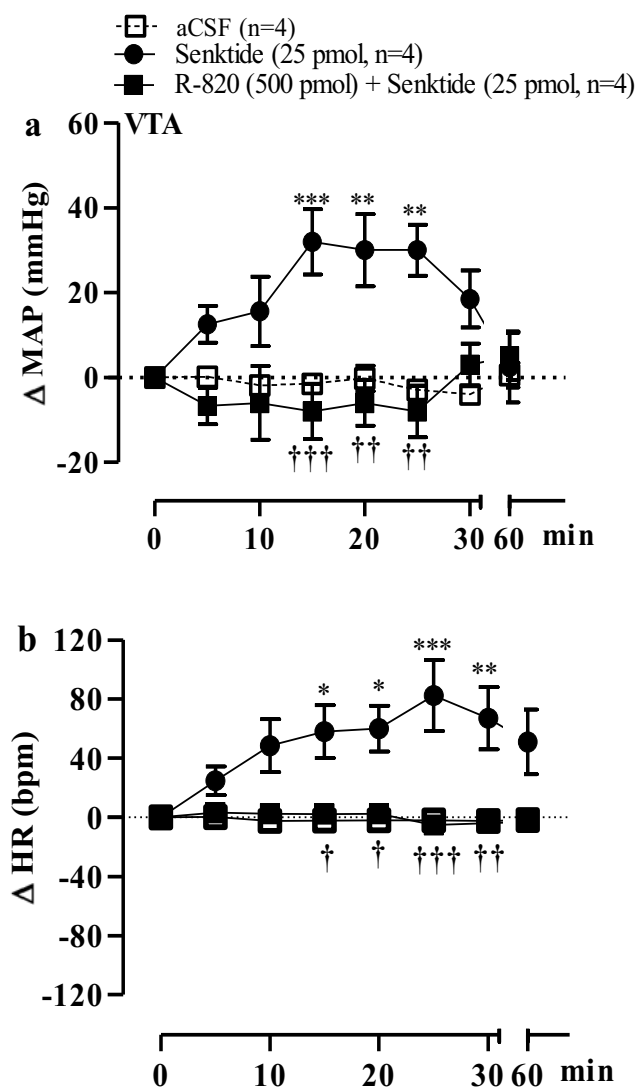 aCSF (n=4)
Senktide (25 pmol, n=4)
R-820 (500 pmol) + Senktide (25 pmol, n=4)
a
VTA
Δ MAP (mmHg)
60
40
20
0
-20
*** ** **
††† †† ††
0 10 20 30 60 min
b
Δ HR (bpm)
120
80
40
0
-40
-80
-120
* * *** **
† † ††† ††
0 10 20 30 60 min